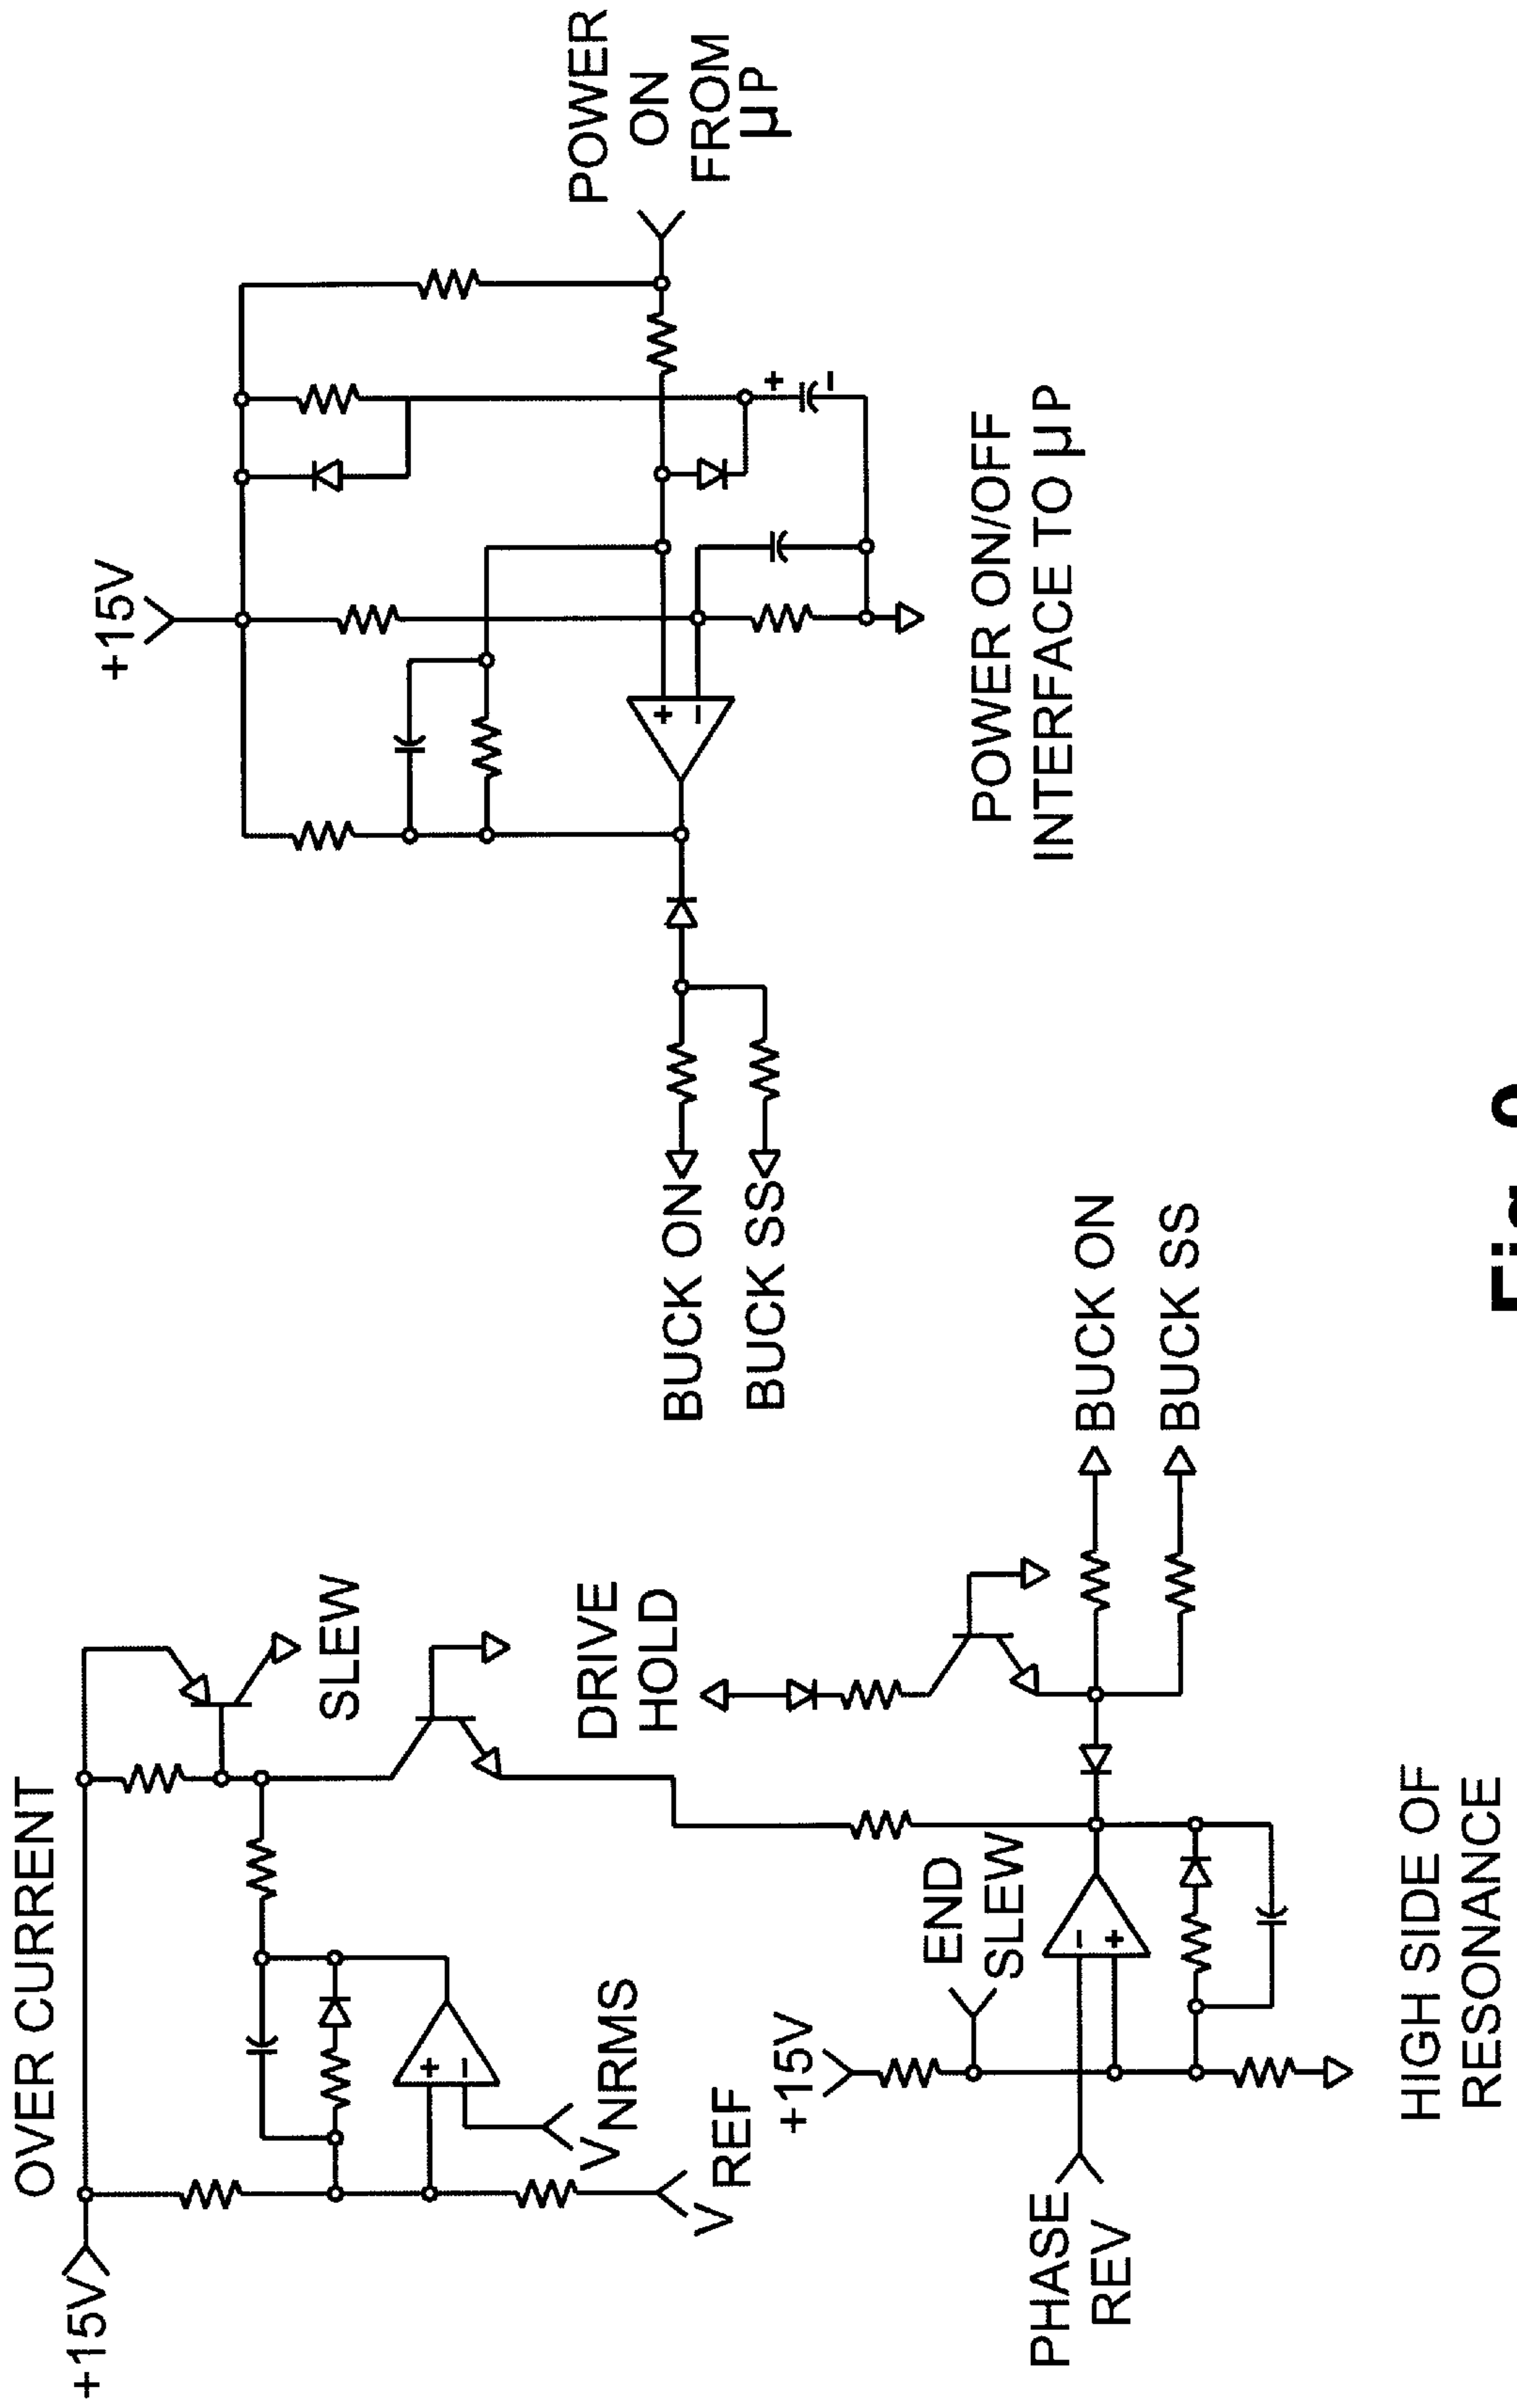 OVER CURRENT
+15V
SLEW
VNRMS
VREF
+
−
DRIVE
HOLD
+15V
END
SLEW
PHASE
REV
−
+
BUCK ON
BUCK SS
HIGH SIDE OF
RESONANCE
+15V
POWER
ON
FROM
µP
+
−
+
−
BUCK ON
BUCK SS
POWER ON/OFF
INTERFACE TO µP